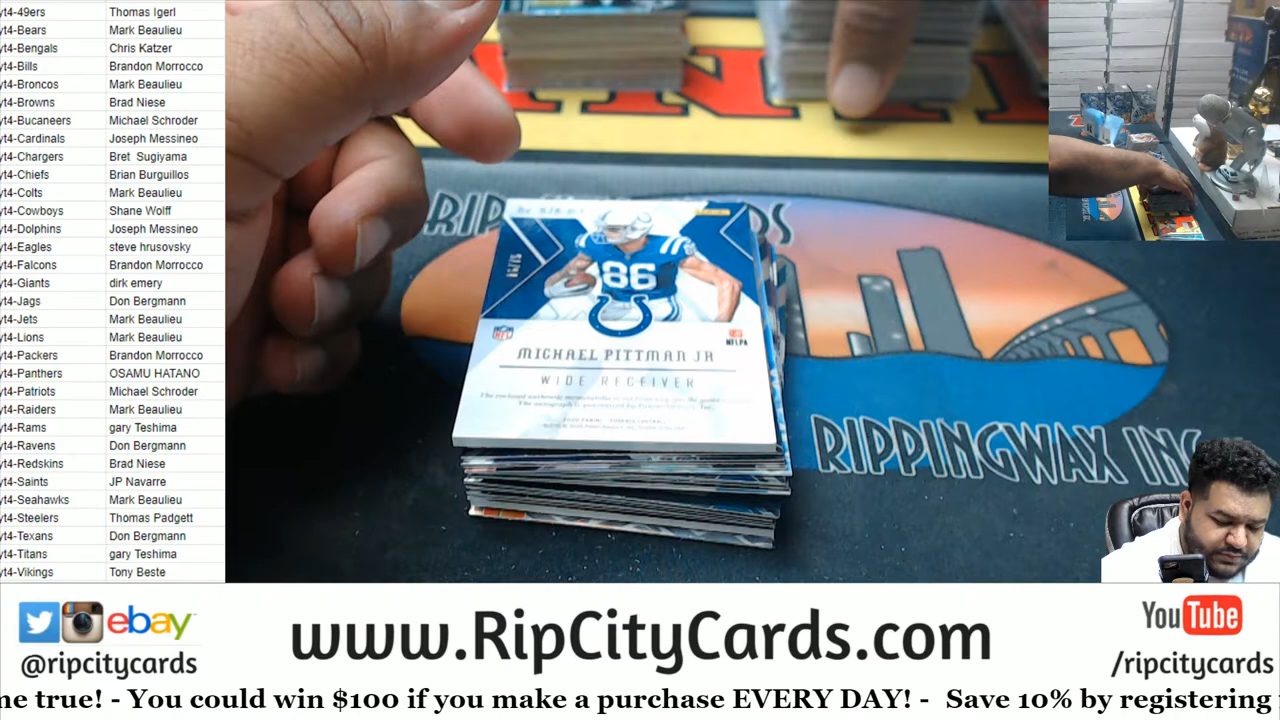 yt4-49ers Thomas Igerl
yt4-Bears Mark Beaulieu
yt4-Bengals Chris Katzer
yt4-Bills Brandon Morrocco
yt4-Broncos Mark Beaulieu
yt4-Browns Brad Niese
yt4-Bucaneers Michael Schroder
yt4-Cardinals Joseph Messineo
yt4-Chargers Bret Sugiyama
yt4-Chiefs Brian Burguillos
yt4-Colts Mark Beaulieu
yt4-Cowboys Shane Wolff
yt4-Dolphins Joseph Messineo
yt4-Eagles steve hrusovsky
yt4-Falcons Brandon Morrocco
yt4-Giants dirk emery
yt4-Jags Don Bergmann
yt4-Jets Mark Beaulieu
yt4-Lions Mark Beaulieu
yt4-Packers Brandon Morrocco
yt4-Panthers OSAMU HATANO
yt4-Patriots Michael Schroder
yt4-Raiders Mark Beaulieu
yt4-Rams gary Teshima
yt4-Ravens Don Bergmann
yt4-Redskins Brad Niese
yt4-Saints JP Navarre
yt4-Seahawks Mark Beaulieu
yt4-Steelers Thomas Padgett
yt4-Texans Don Bergmann
yt4-Titans gary Teshima
yt4-Vikings Tony Beste
86
NFL
NFLPA
MICHAEL PITTMAN JR
WIDE RECEIVER
RIPPINGWAX INC
ebay
@ripcitycards
www.RipCityCards.com
YouTube
/ripcitycards
me true! - You could win $100 if you make a purchase EVERY DAY! - Save 10% by registering